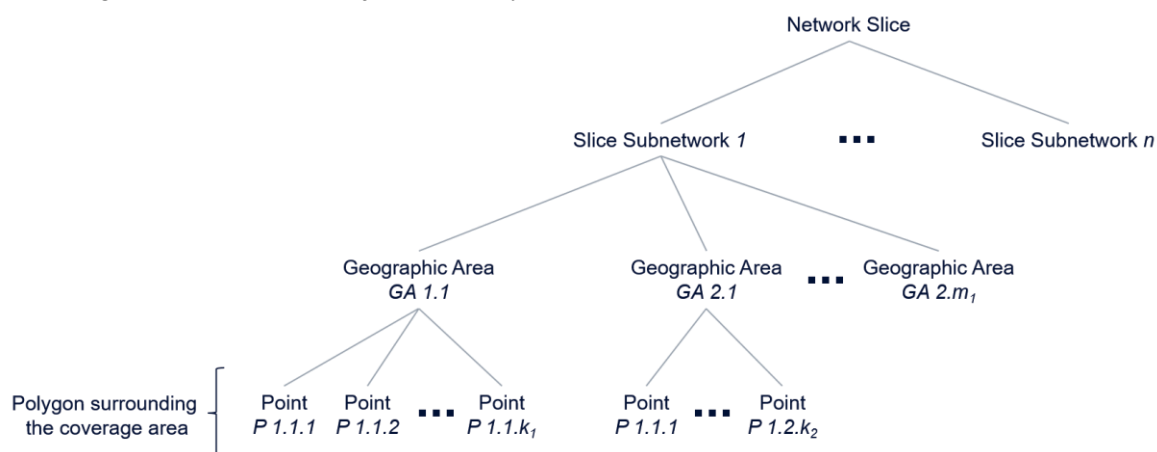 Network Slice
Slice Subnetwork 1 ... Slice Subnetwork n
Geographic Area Geographic Area ... Geographic Area
GA 1.1 GA 2.1 GA 2.m₁
Polygon surrounding
the coverage area
Point Point ... Point Point ... Point
P 1.1.1 P 1.1.2 P 1.1.k₁ P 1.1.1 P 1.2.k₂